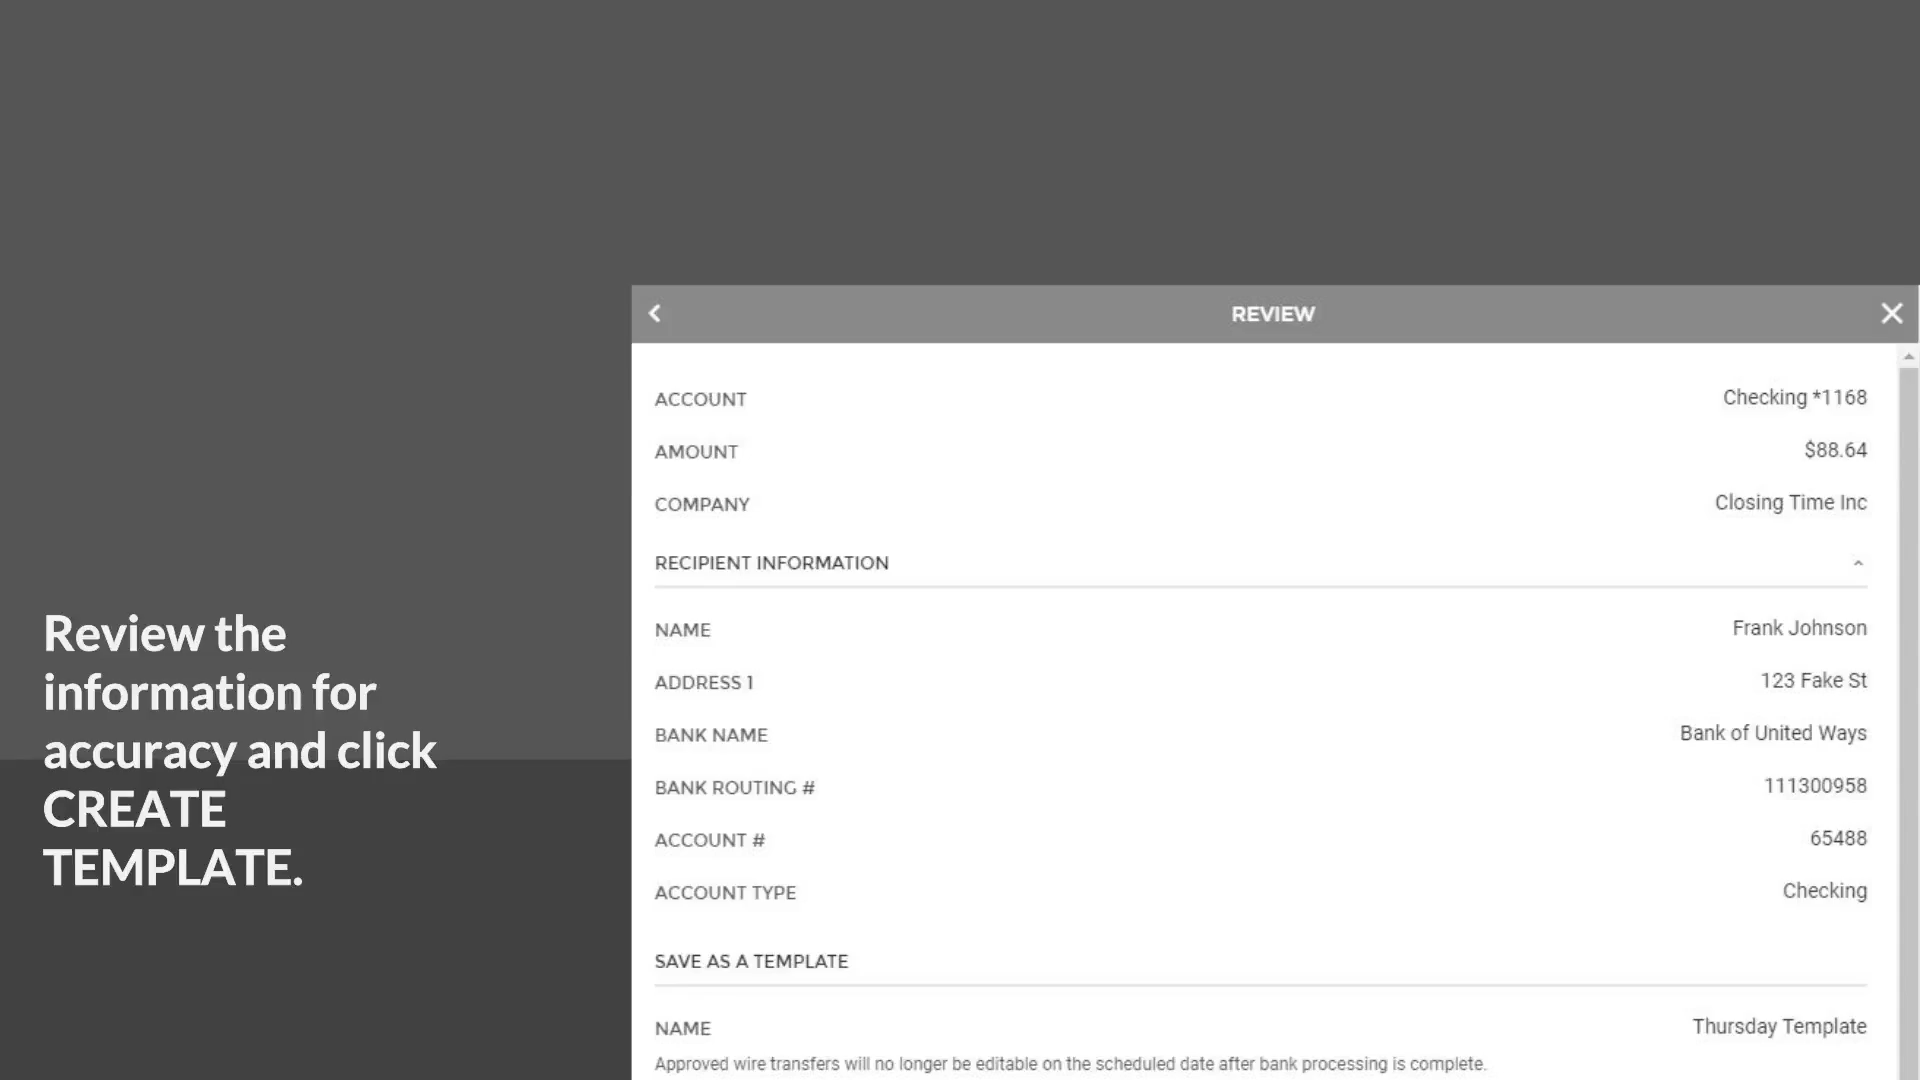 Review the
information for
accuracy and click
CREATE
TEMPLATE.
REVIEW
ACCOUNT Checking *1168
AMOUNT $88.64
COMPANY Closing Time Inc
RECIPIENT INFORMATION
NAME Frank Johnson
ADDRESS 1 123 Fake St
BANK NAME Bank of United Ways
BANK ROUTING # 111300958
ACCOUNT # 65488
ACCOUNT TYPE Checking
SAVE AS A TEMPLATE
NAME Thursday Template
Approved wire transfers will no longer be editable on the scheduled date after bank processing is complete.